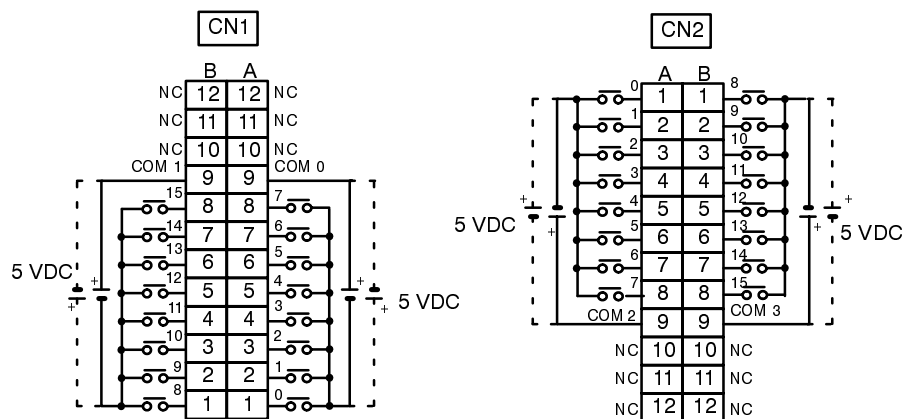 CN1
B A
NC 12 12 NC
NC 11 11 NC
NC 10 10 NC
COM 1 COM 0
9 9
15 8 8 7
14 7 7 6
13 6 6 5
12 5 5 4
11 4 4 3
10 3 3 2
9 2 2 1
8 1 1 0
5 VDC + + 5 VDC
+ +
CN2
A B
0 1 1 8
1 2 2 9
2 3 3 10
3 4 4 11
4 5 5 12
5 6 6 13
6 7 7 14
7 8 8 15
COM 2 COM 3
9 9
NC 10 10 NC
NC 11 11 NC
NC 12 12 NC
+ +
5 VDC + + 5 VDC